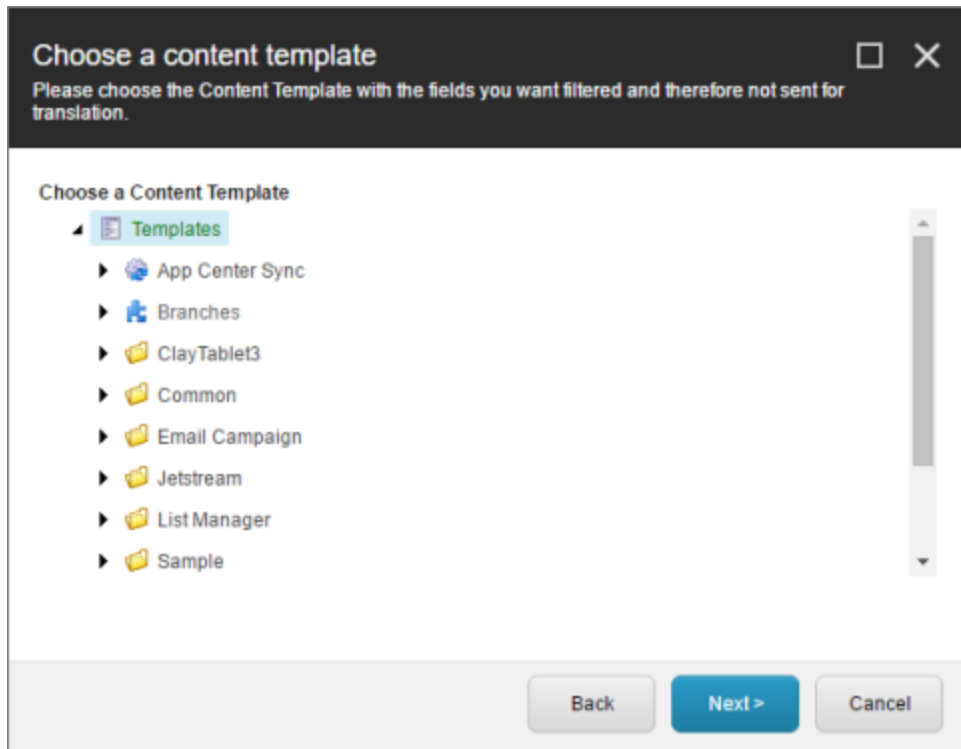 Choose a content template
Please choose the Content Template with the fields you want filtered and therefore not sent for
translation.
Choose a Content Template
Templates
App Center Sync
Branches
ClayTablet3
Common
Email Campaign
Jetstream
List Manager
Sample
Back
Next >
Cancel